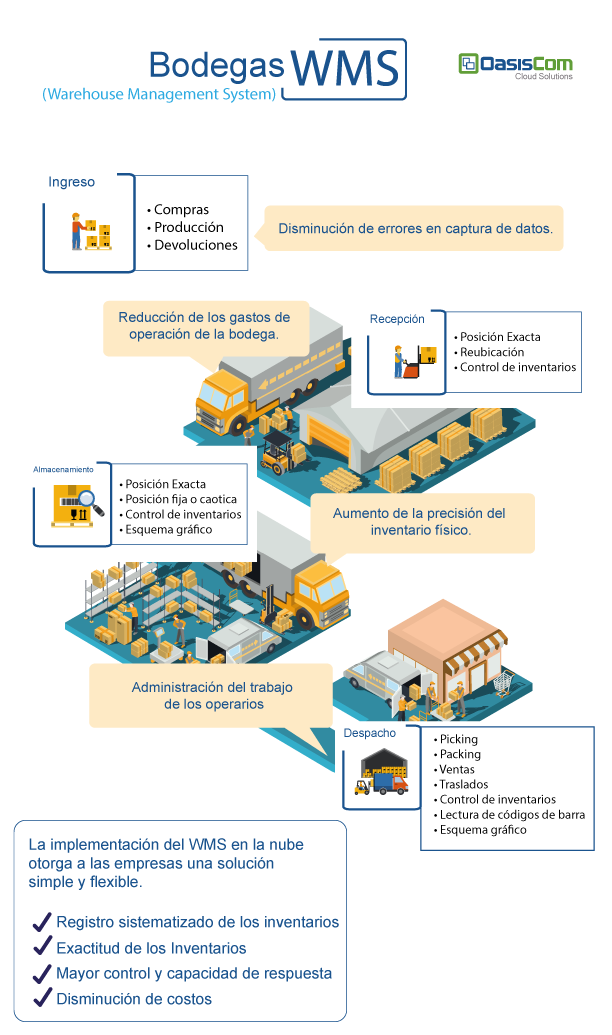 Bodegas WMS
(Warehouse Management System)
OasisCom
Cloud Solutions
Ingreso
• Compras
• Producción
• Devoluciones
Disminución de errores en captura de datos.
Reducción de los gastos de
operación de la bodega.
Recepción
• Posición Exacta
• Reubicación
• Control de inventarios
Almacenamiento
• Posición Exacta
• Posición fija o caotica
• Control de inventarios
• Esquema gráfico
Aumento de la precisión del
inventario físico.
Administración del trabajo
de los operarios
Despacho
• Picking
• Packing
• Ventas
• Traslados
• Control de inventarios
• Lectura de códigos de barra
• Esquema gráfico
La implementación del WMS en la nube
otorga a las empresas una solución
simple y flexible.
Registro sistematizado de los inventarios
Exactitud de los Inventarios
Mayor control y capacidad de respuesta
Disminución de costos